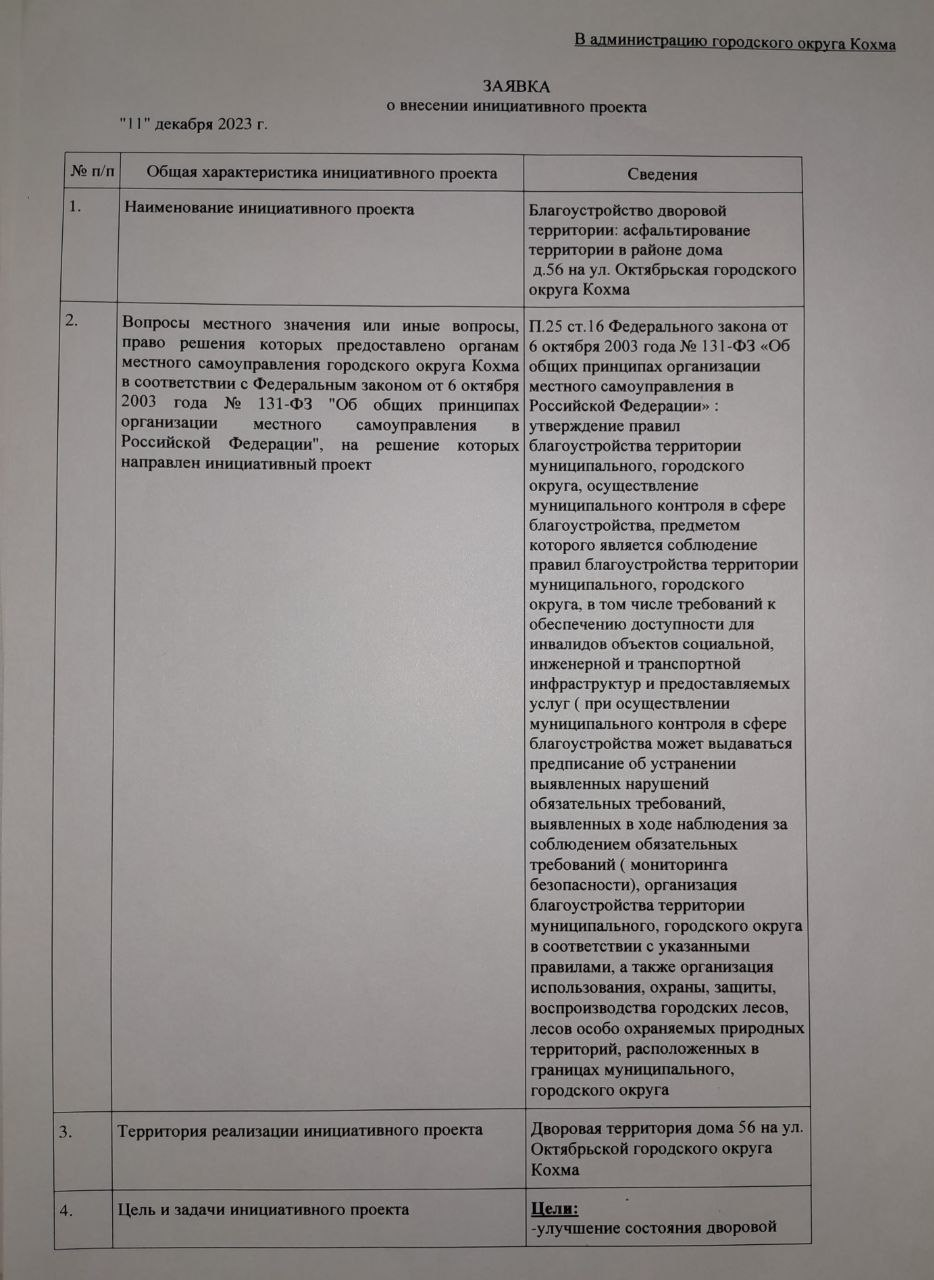 В администрацию городского округа Кохма
ЗАЯВКА
о внесении инициативного проекта
"11" декабря 2023 г.
№ п/п
Общая характеристика инициативного проекта
Сведения
1.
Наименование инициативного проекта
Благоустройство дворовой
территории: асфальтирование
территории в районе дома
д.56 на ул. Октябрьская городского
округа Кохма
2.
Вопросы местного значения или иные вопросы,
право решения которых предоставлено органам
местного самоуправления городского округа Кохма
в соответствии с Федеральным законом от 6 октября
2003 года № 131-ФЗ "Об общих принципах
организации местного самоуправления в
Российской Федерации", на решение которых
направлен инициативный проект
П.25 ст.16 Федерального закона от
6 октября 2003 года № 131-ФЗ «Об
общих принципах организации
местного самоуправления в
Российской Федерации» :
утверждение правил
благоустройства территории
муниципального, городского
округа, осуществление
муниципального контроля в сфере
благоустройства, предметом
которого является соблюдение
правил благоустройства территории
муниципального, городского
округа, в том числе требований к
обеспечению доступности для
инвалидов объектов социальной,
инженерной и транспортной
инфраструктур и предоставляемых
услуг ( при осуществлении
муниципального контроля в сфере
благоустройства может выдаваться
предписание об устранении
выявленных нарушений
обязательных требований,
выявленных в ходе наблюдения за
соблюдением обязательных
требований ( мониторинга
безопасности), организация
благоустройства территории
муниципального, городского округа
в соответствии с указанными
правилами, а также организация
использования, охраны, защиты,
воспроизводства городских лесов,
лесов особо охраняемых природных
территорий, расположенных в
границах муниципального,
городского округа
3.
Территория реализации инициативного проекта
Дворовая территория дома 56 на ул.
Октябрьской городского округа
Кохма
4.
Цель и задачи инициативного проекта
Цели:
-улучшение состояния дворовой